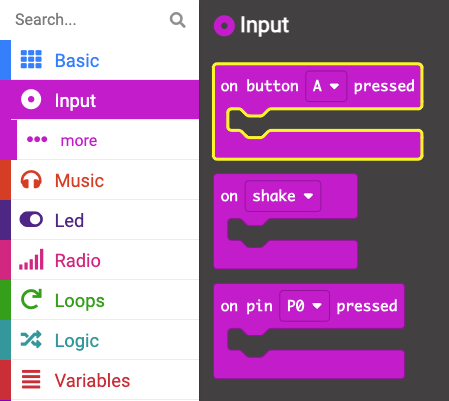 Search...
Basic
Input
more
Music
Led
Radio
Loops
Logic
Variables
Input
on button A pressed
on shake
on pin P0 pressed